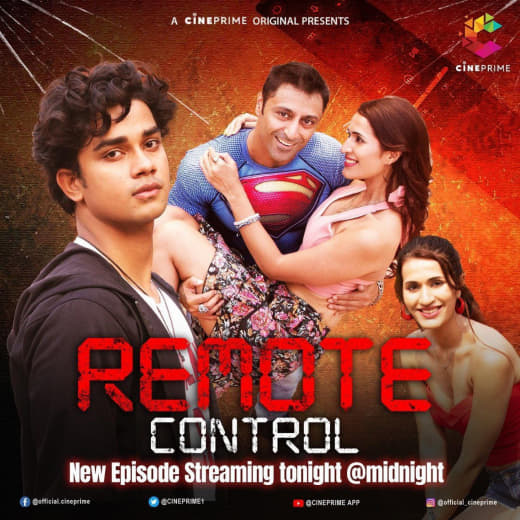 A CINEPRIME ORIGINAL PRESENTS
CINEPRIME
REMOTE
CONTROL
New Episode Streaming tonight @midnight
@official.cineprime
@CINEPRIME1
@CINEPRIME APP
@official_cineprime